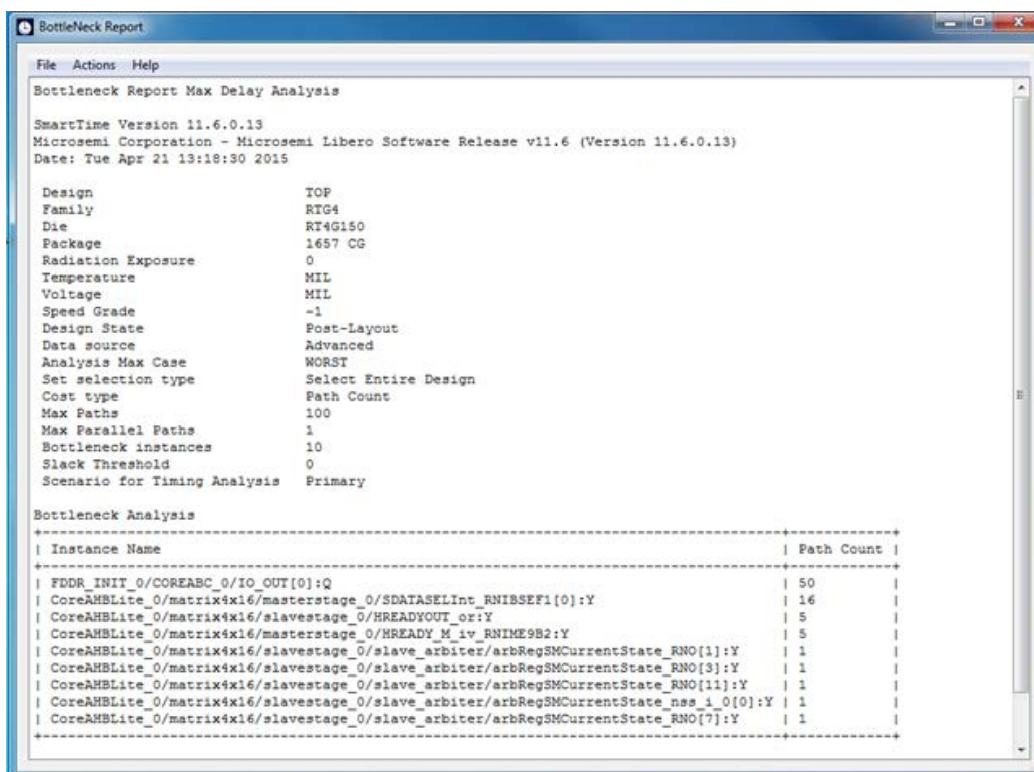 BottleNeck Report
File Actions Help
Bottleneck Report Max Delay Analysis
SmartTime Version 11.6.0.13
Microsemi Corporation - Microsemi Libero Software Release v11.6 (Version 11.6.0.13)
Date: Tue Apr 21 13:18:30 2015
Design TOP
Family RTG4
Die RT4G150
Package 1657 CG
Radiation Exposure 0
Temperature MIL
Voltage MIL
Speed Grade -1
Design State Post-Layout
Data source Advanced
Analysis Max Case WORST
Set selection type Select Entire Design
Cost type Path Count
Max Paths 100
Max Parallel Paths 1
Bottleneck instances 10
Slack Threshold 0
Scenario for Timing Analysis Primary
Bottleneck Analysis
| Instance Name | Path Count |
| FDDR_INIT_0/COREABC_0/IO_OUT[0]:Q | 50 |
| CoreAHBLite_0/matrix4x16/masterstage_0/SDATASELInt_RNIBSEF1[0]:Y | 16 |
| CoreAHBLite_0/matrix4x16/slavestage_0/HREADYOUT_or:Y | 5 |
| CoreAHBLite_0/matrix4x16/masterstage_0/HREADY_M_iv_RNIME9B2:Y | 5 |
| CoreAHBLite_0/matrix4x16/slavestage_0/slave_arbiter/arbRegSMCurrentState_RNO[1]:Y | 1 |
| CoreAHBLite_0/matrix4x16/slavestage_0/slave_arbiter/arbRegSMCurrentState_RNO[3]:Y | 1 |
| CoreAHBLite_0/matrix4x16/slavestage_0/slave_arbiter/arbRegSMCurrentState_RNO[11]:Y | 1 |
| CoreAHBLite_0/matrix4x16/slavestage_0/slave_arbiter/arbRegSMCurrentState_nss_i_0[0]:Y | 1 |
| CoreAHBLite_0/matrix4x16/slavestage_0/slave_arbiter/arbRegSMCurrentState_RNO[7]:Y | 1 |